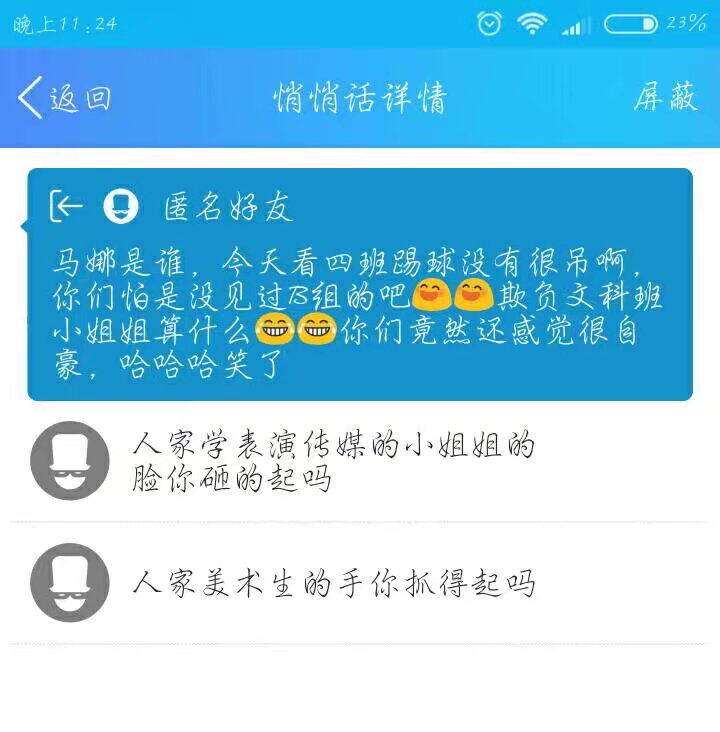 晚上11:24
23%
返回
悄悄话详情
屏蔽
匿名好友
马娜是谁，今天看四班踢球没有很吊啊，
你们怕是没见过B组的吧😄😄欺负文科班
小姐姐算什么😂😂你们竟然还感觉很自
豪，哈哈哈笑了
人家学表演传媒的小姐姐的
脸你砸的起吗
人家美术生的手你抓得起吗